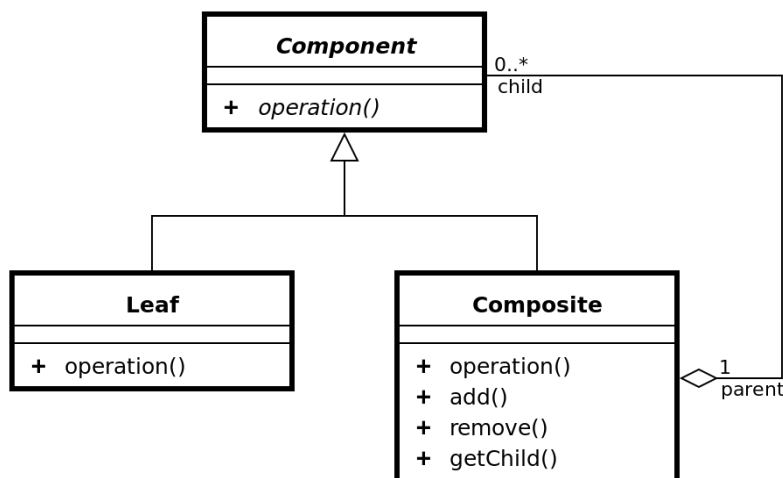 Component
+ operation()
0..*
child
Leaf
+ operation()
Composite
+ operation()
+ add()
+ remove()
+ getChild()
1
parent